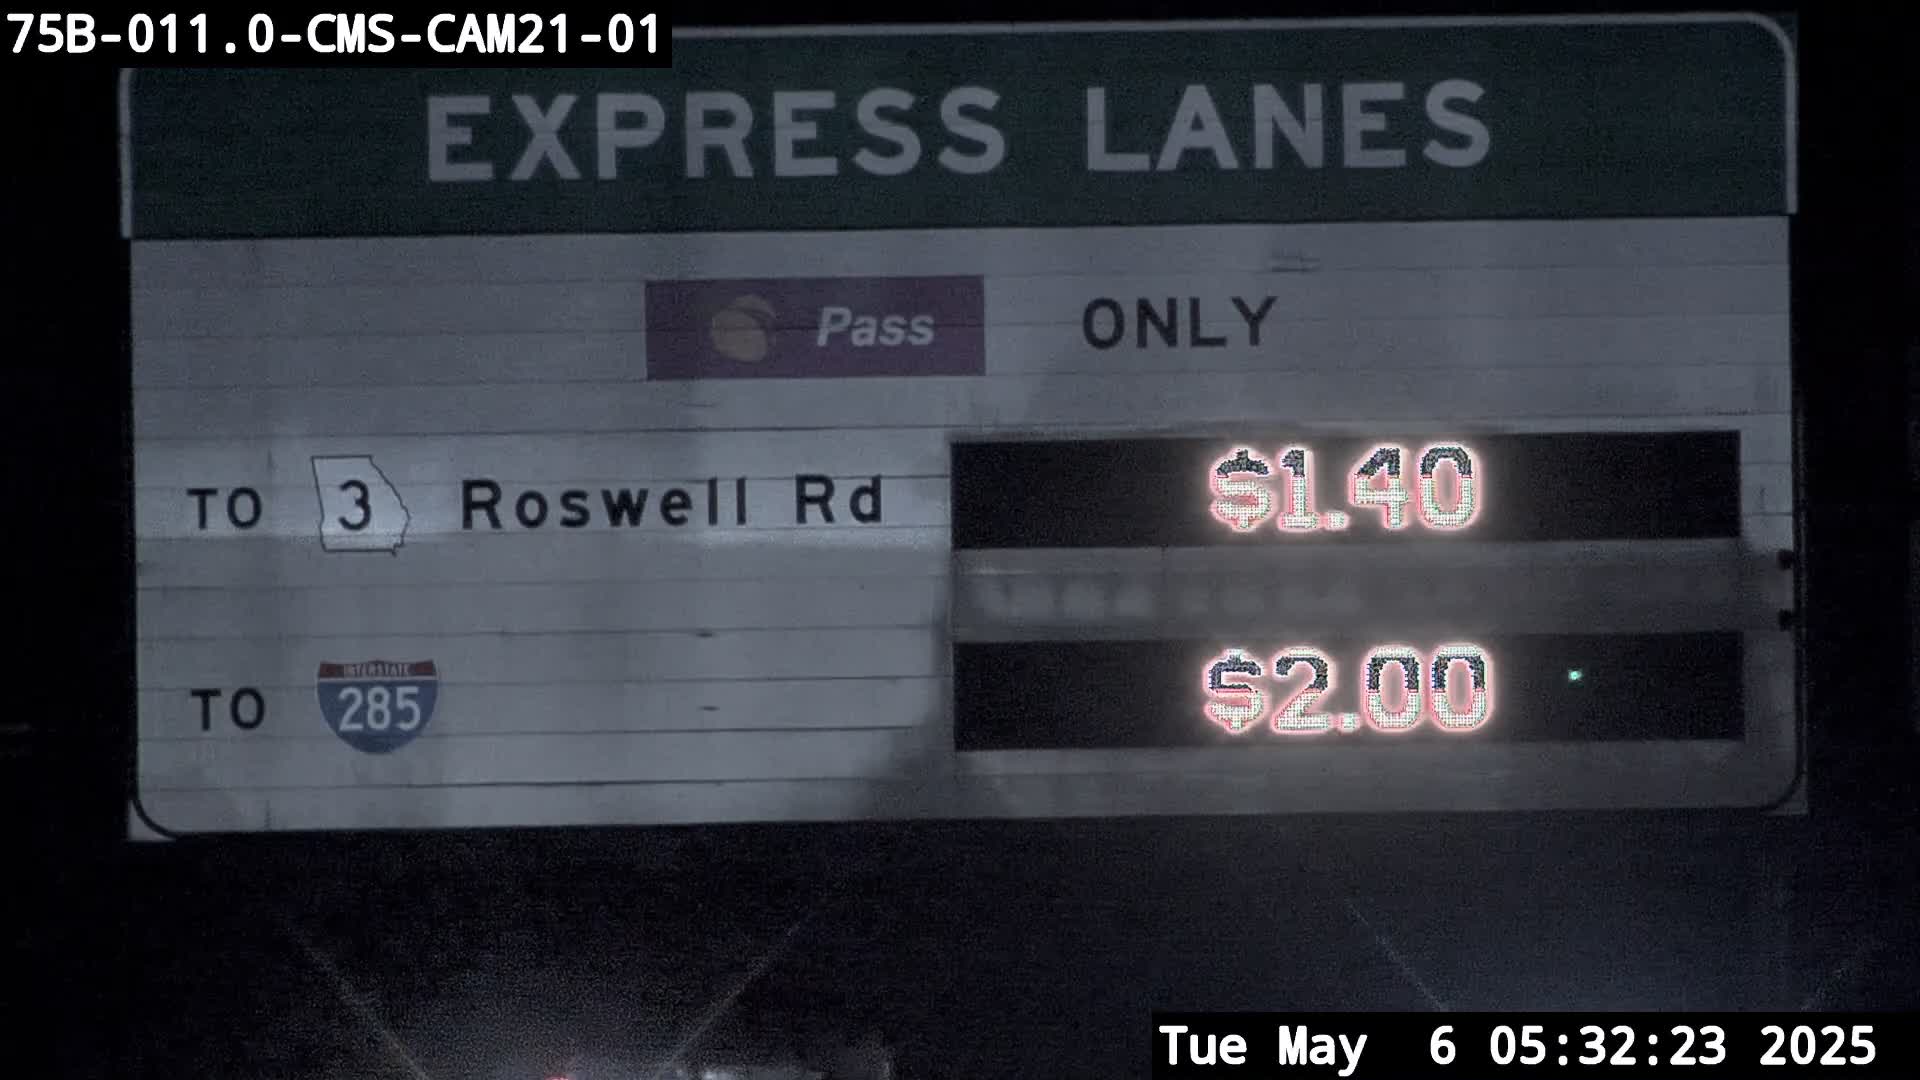 75B-011.0-CMS-CAM21-01
EXPRESS LANES
Pass ONLY
TO 3 Roswell Rd $1.40
INTERSTATE
TO 285 $2.00
Tue May 6 05:32:23 2025